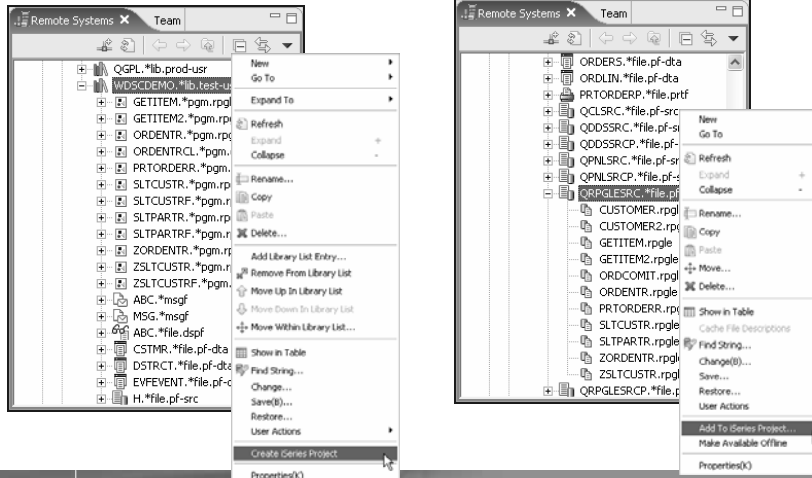 Remote Systems
Team
QGPL.*lib.prod-usr
WDSCDEMO.*lib.test-us
GETITEM.*pgm.rpgl
GETITEM2.*pgm.rp
ORDENTR.*pgm.rp
ORDENTRCL.*pgm.
PRTORDERR.*pgm.
SLTCUSTR.*pgm.rp
SLTCUSTRF.*pgm.r
SLTPARTR.*pgm.r
SLTPARTRF.*pgm.r
ZORDENTR.*pgm.r
ZSLTCUSTR.*pgm.r
ZSLTCUSTRF.*pgm.
ABC.*msgf
MSG.*msgf
ABC.*file.dspf
CSTMR.*file.pf-dta
DSTRCT.*file.pf-dta
EVFEVENT.*file.pf-d
H.*file.pf-src
New
Go To
Expand To
Refresh
Expand +
Collapse -
Rename...
Copy
Paste
Delete...
Add Library List Entry...
Remove From Library List
Move Up In Library List
Move Down In Library List
Move Within Library List...
Show in Table
Find String...
Change...
Save(B)...
Restore...
User Actions
Create iSeries Project
Properties(K)
Remote Systems
Team
ORDERS.*file.pf-dta
ORDLIN.*file.pf-dta
PRTORDERP.*file.prtf
QCLSRC.*file.pf-src
QDDSSRC.*file.pf-sr
QDDSSRCP.*file.pf-
QPNLSRC.*file.pf-sr
QPNLSRCP.*file.pf-s
QRPGLESRC.*file.pf
CUSTOMER.rpgl
CUSTOMER2.rpg
GETITEM.rpgle
GETITEM2.rpgle
ORDCOMIT.rpgl
ORDENTR.rpgle
PRTORDERR.rpg
SLTCUSTR.rpgle
SLTPARTR.rpgle
ZORDENTR.rpgl
ZSLTCUSTR.rpgl
QRPGLESRCP.*file.p
New
Go To
Refresh
Expand +
Collapse -
Rename...
Copy
Paste
Move...
Delete...
Show in Table
Cache File Descriptions
Find String...
Change(B)...
Save...
Restore...
User Actions
Add To iSeries Project...
Make Available Offline
Properties(K)